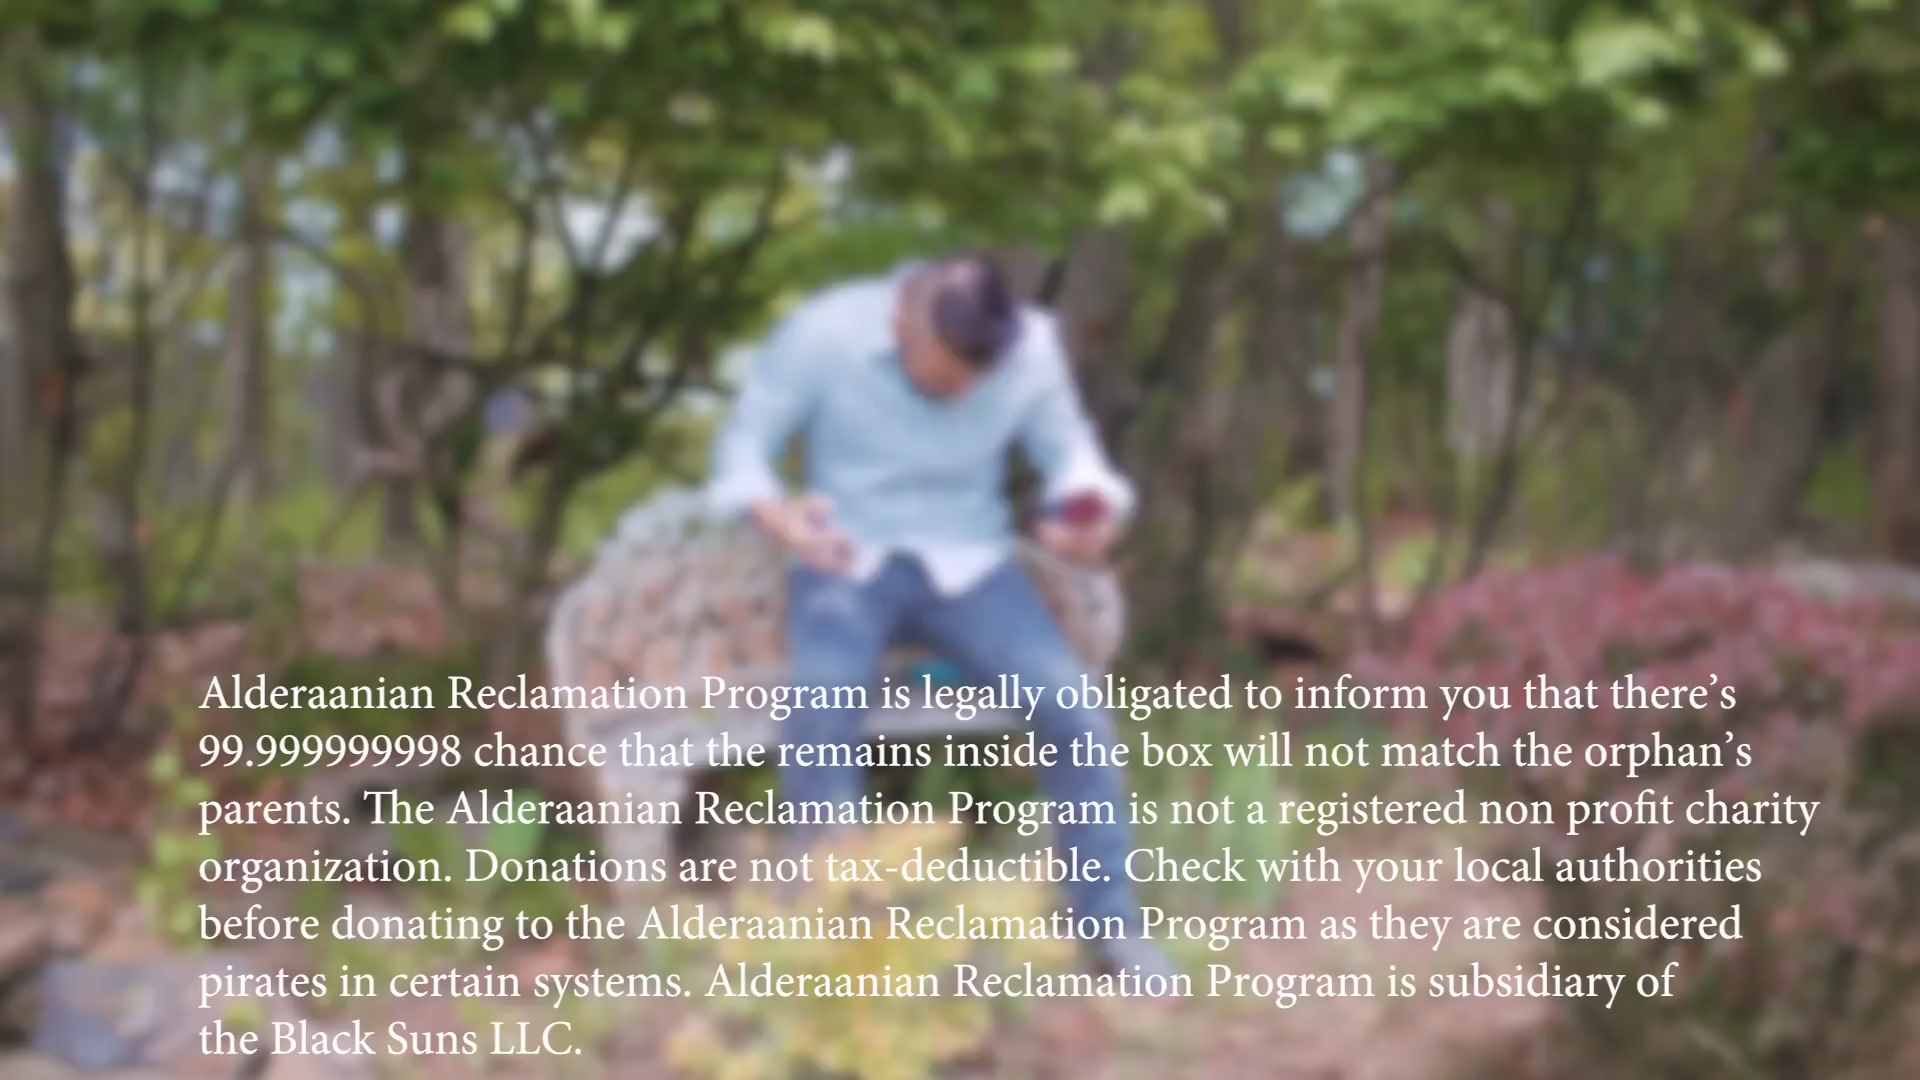 Alderaanian Reclamation Program is legally obligated to inform you that there’s
99.999999998 chance that the remains inside the box will not match the orphan’s
parents. The Alderaanian Reclamation Program is not a registered non profit charity
organization. Donations are not tax-deductible. Check with your local authorities
before donating to the Alderaanian Reclamation Program as they are considered
pirates in certain systems. Alderaanian Reclamation Program is subsidiary of
the Black Suns LLC.